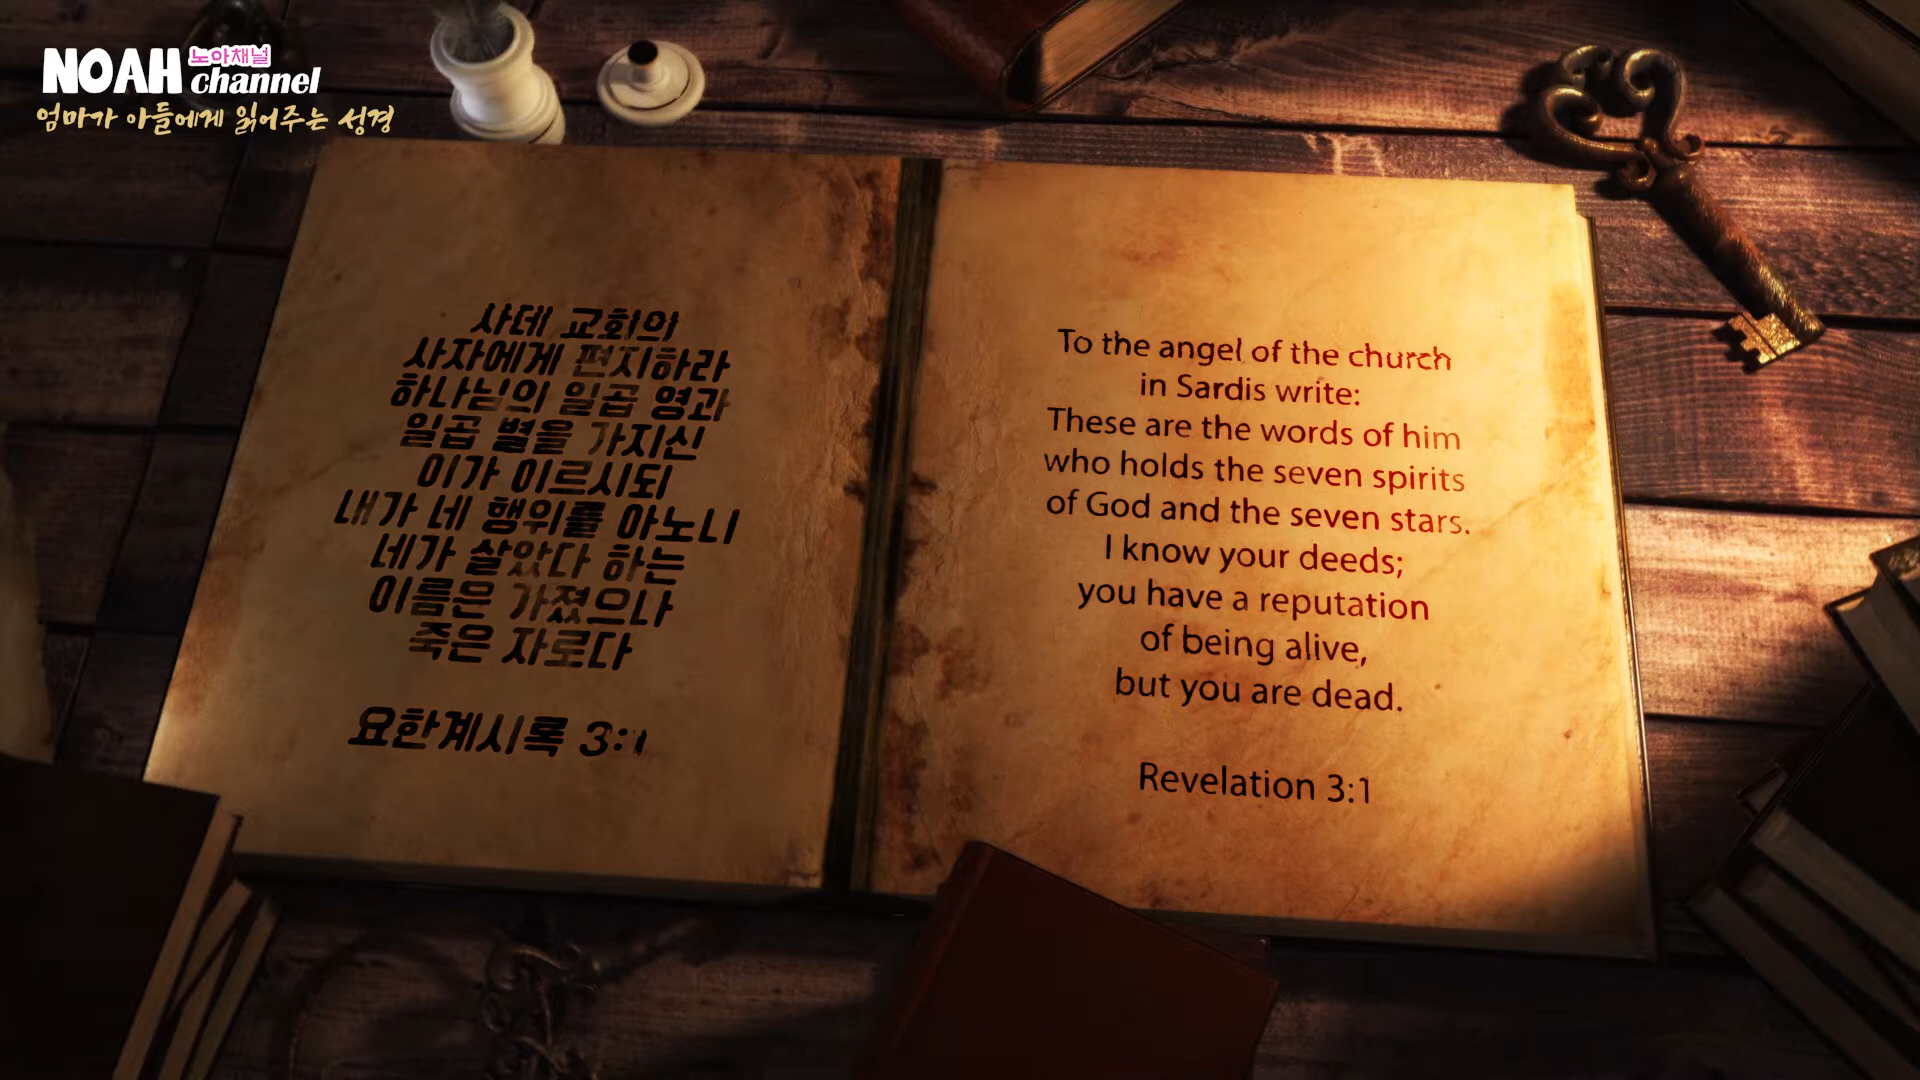 NOAH 노아채널
channel
엄마가 아들에게 읽어주는 성경
사데 교회의
사자에게 편지하라
하나님의 일곱 영과
일곱 별을 가지신
이가 이르시되
내가 네 행위를 아노니
네가 살았다 하는
이름은 가졌으나
죽은 자로다
요한계시록 3:1
To the angel of the church
in Sardis write:
These are the words of him
who holds the seven spirits
of God and the seven stars.
I know your deeds;
you have a reputation
of being alive,
but you are dead.
Revelation 3:1